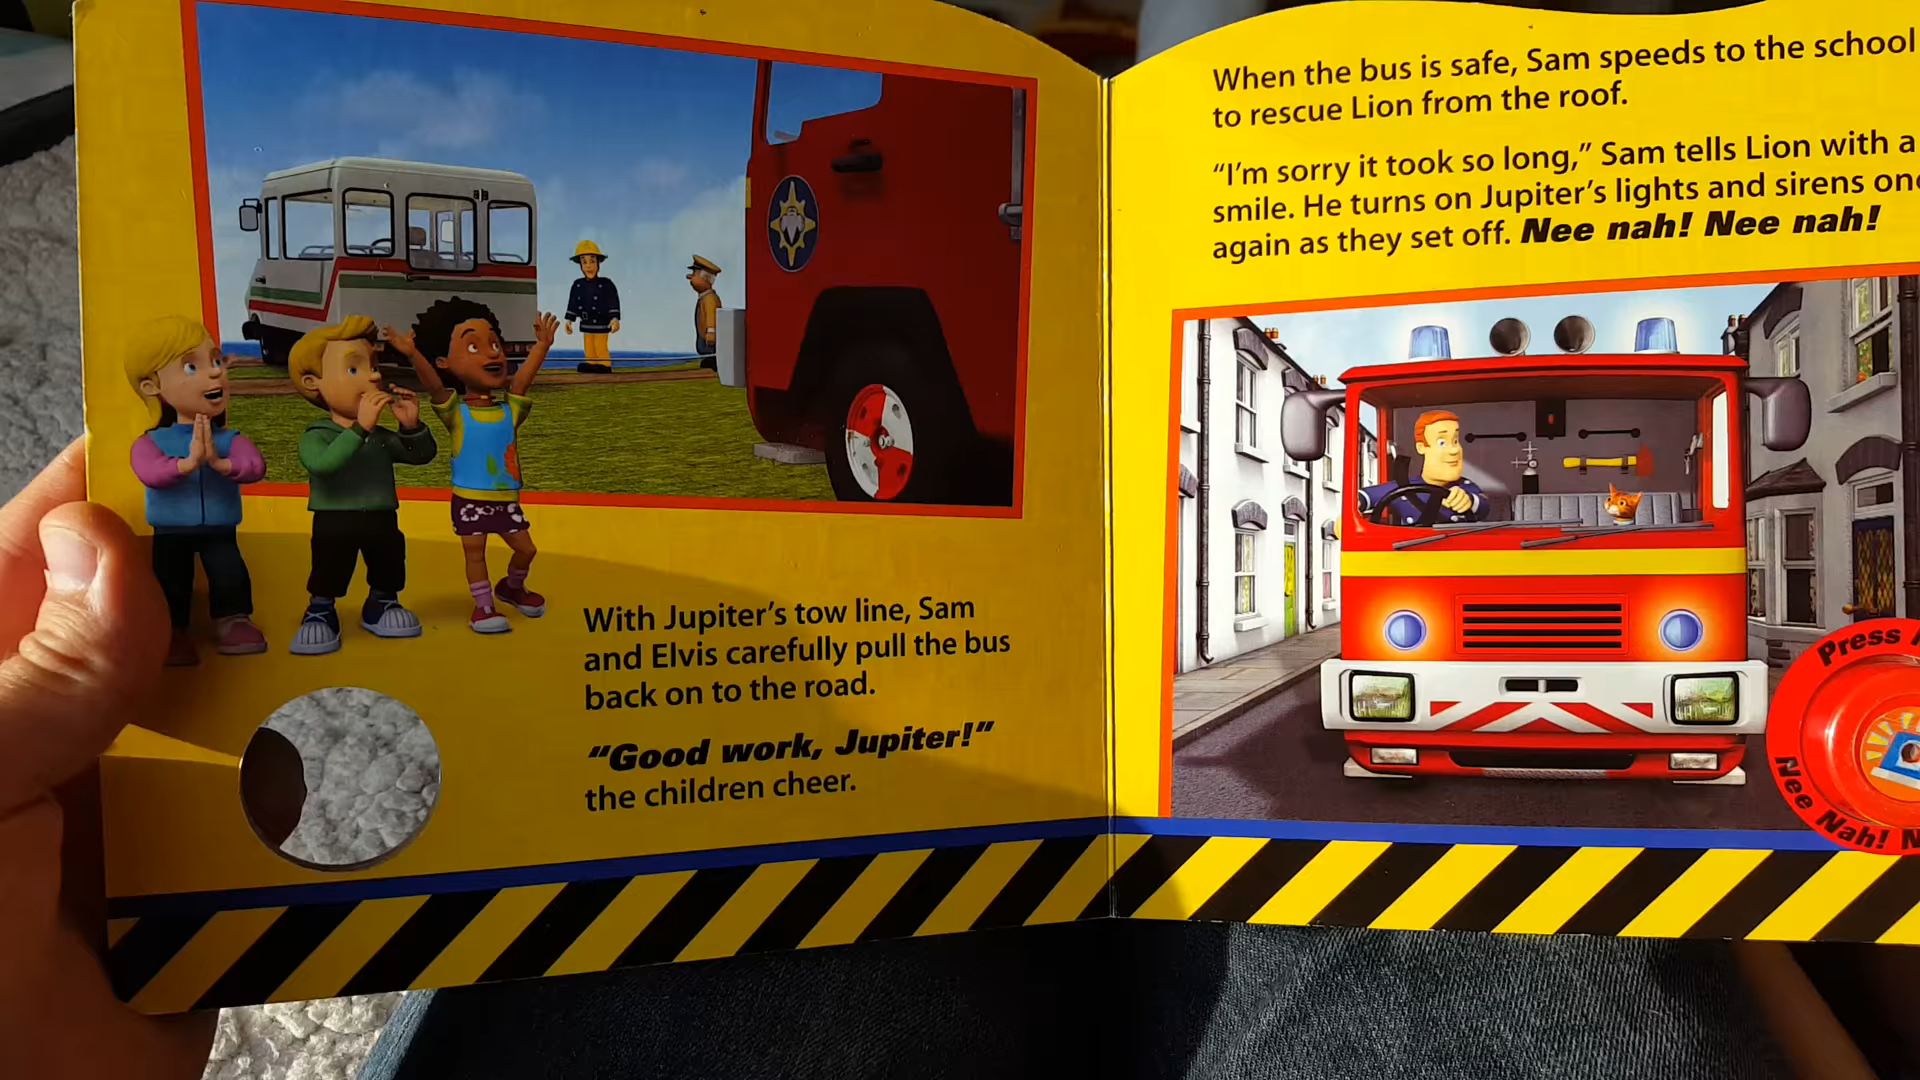 With Jupiter's tow line, Sam
and Elvis carefully pull the bus
back on to the road.
"Good work, Jupiter!"
the children cheer.
When the bus is safe, Sam speeds to the school
to rescue Lion from the roof.
"I'm sorry it took so long," Sam tells Lion with a
smile. He turns on Jupiter's lights and sirens
again as they set off. Nee nah! Nee nah!
Press
Nee Nah!